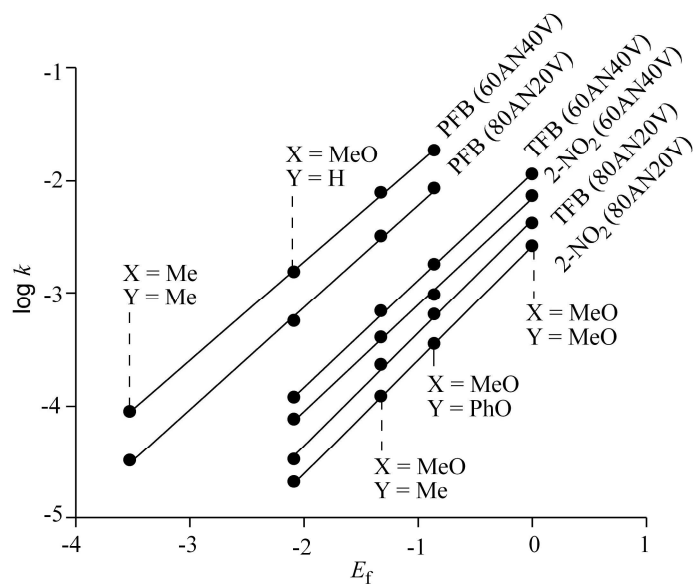 -1
-2
-3
-4
-5
log k
-4
-3
-2
-1
0
1
E_f
PFB (60AN40V)
PFB (80AN20V)
TFB (60AN40V)
2-NO₂ (60AN40V)
TFB (80AN20V)
2-NO₂ (80AN20V)
X = MeO
Y = H
X = Me
Y = Me
X = MeO
Y = MeO
X = MeO
Y = PhO
X = MeO
Y = Me